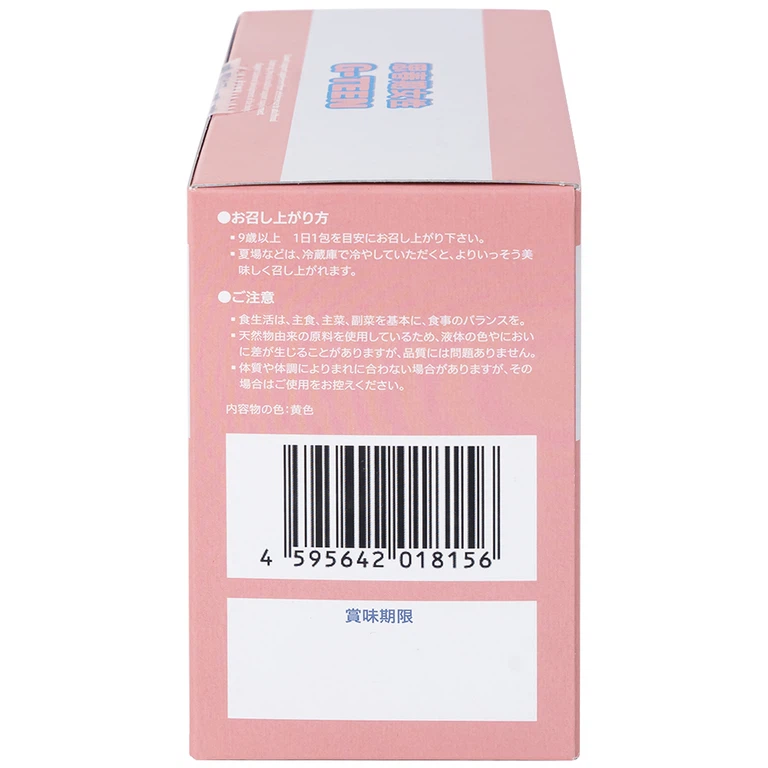 G-TEEN
●お召し上がり方
・9歳以上 1日1包を目安にお召し上がり下さい。
・夏場などは、冷蔵庫で冷やしていただくと、よりいっそう美
味しく召し上がれます。
●ご注意
・食生活は、主食、主菜、副菜を基本に、食事のバランスを。
・天然物由来の原料を使用しているため、液体の色やにおい
に差が生じることがありますが、品質には問題ありません。
・体質や体調によりまれに合わない場合がありますが、その
場合はご使用をお控えください。
内容物の色：黄色
4 595642 018156
賞味期限